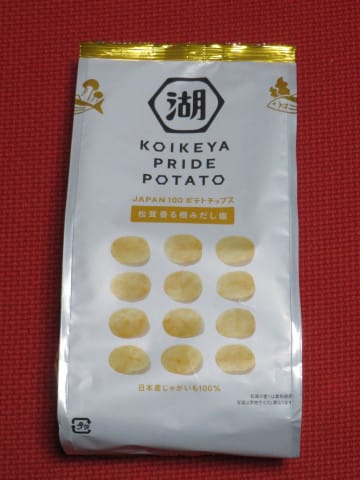 湖
KOIKEYA
PRIDE
POTATO
JAPAN 100 ポテトチップス
松茸香る極みだし塩
日本産じゃがいも100%